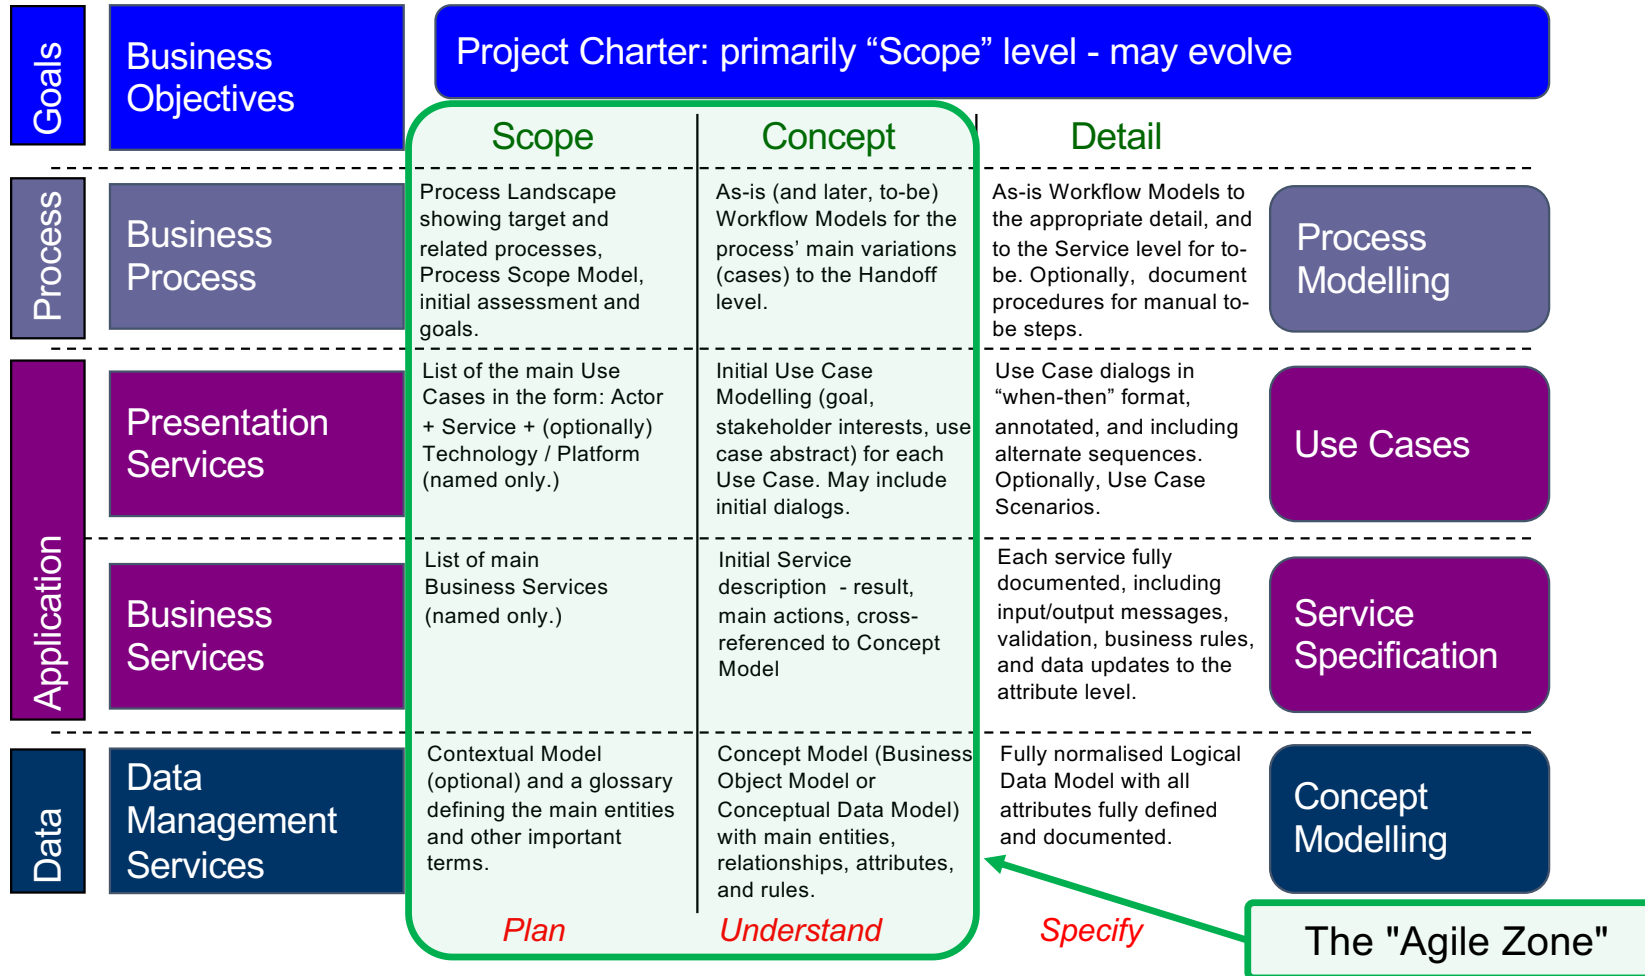 Goals
Business
Objectives
Project Charter: primarily “Scope” level - may evolve
Scope
Concept
Detail
Process
Business
Process
Process Landscape
showing target and
related processes,
Process Scope Model,
initial assessment and
goals.
As-is (and later, to-be)
Workflow Models for the
process’ main variations
(cases) to the Handoff
level.
As-is Workflow Models to
the appropriate detail, and
to the Service level for to-
be. Optionally, document
procedures for manual to-
be steps.
Process
Modelling
Application
Presentation
Services
List of the main Use
Cases in the form: Actor
+ Service + (optionally)
Technology / Platform
(named only.)
Initial Use Case
Modelling (goal,
stakeholder interests, use
case abstract) for each
Use Case. May include
initial dialogs.
Use Case dialogs in
“when-then” format,
annotated, and including
alternate sequences.
Optionally, Use Case
Scenarios.
Use Cases
Business
Services
List of main
Business Services
(named only.)
Initial Service
description - result,
main actions, cross-
referenced to Concept
Model
Each service fully
documented, including
input/output messages,
validation, business rules,
and data updates to the
attribute level.
Service
Specification
Data
Data
Management
Services
Contextual Model
(optional) and a glossary
defining the main entities
and other important
terms.
Concept Model (Business
Object Model or
Conceptual Data Model)
with main entities,
relationships, attributes,
and rules.
Fully normalised Logical
Data Model with all
attributes fully defined
and documented.
Concept
Modelling
Plan
Understand
Specify
The "Agile Zone"